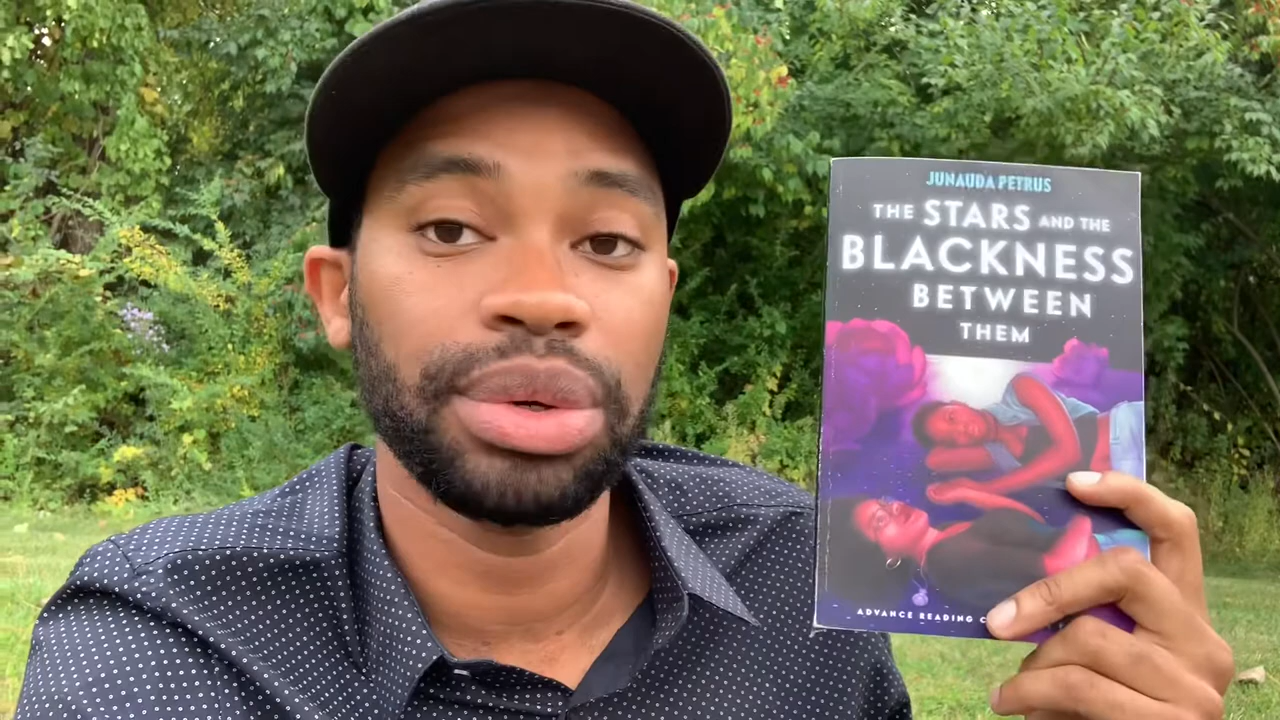 JUNAUDA PETRUS
THE STARS AND THE
BLACKNESS
BETWEEN
THEM
ADVANCE READING